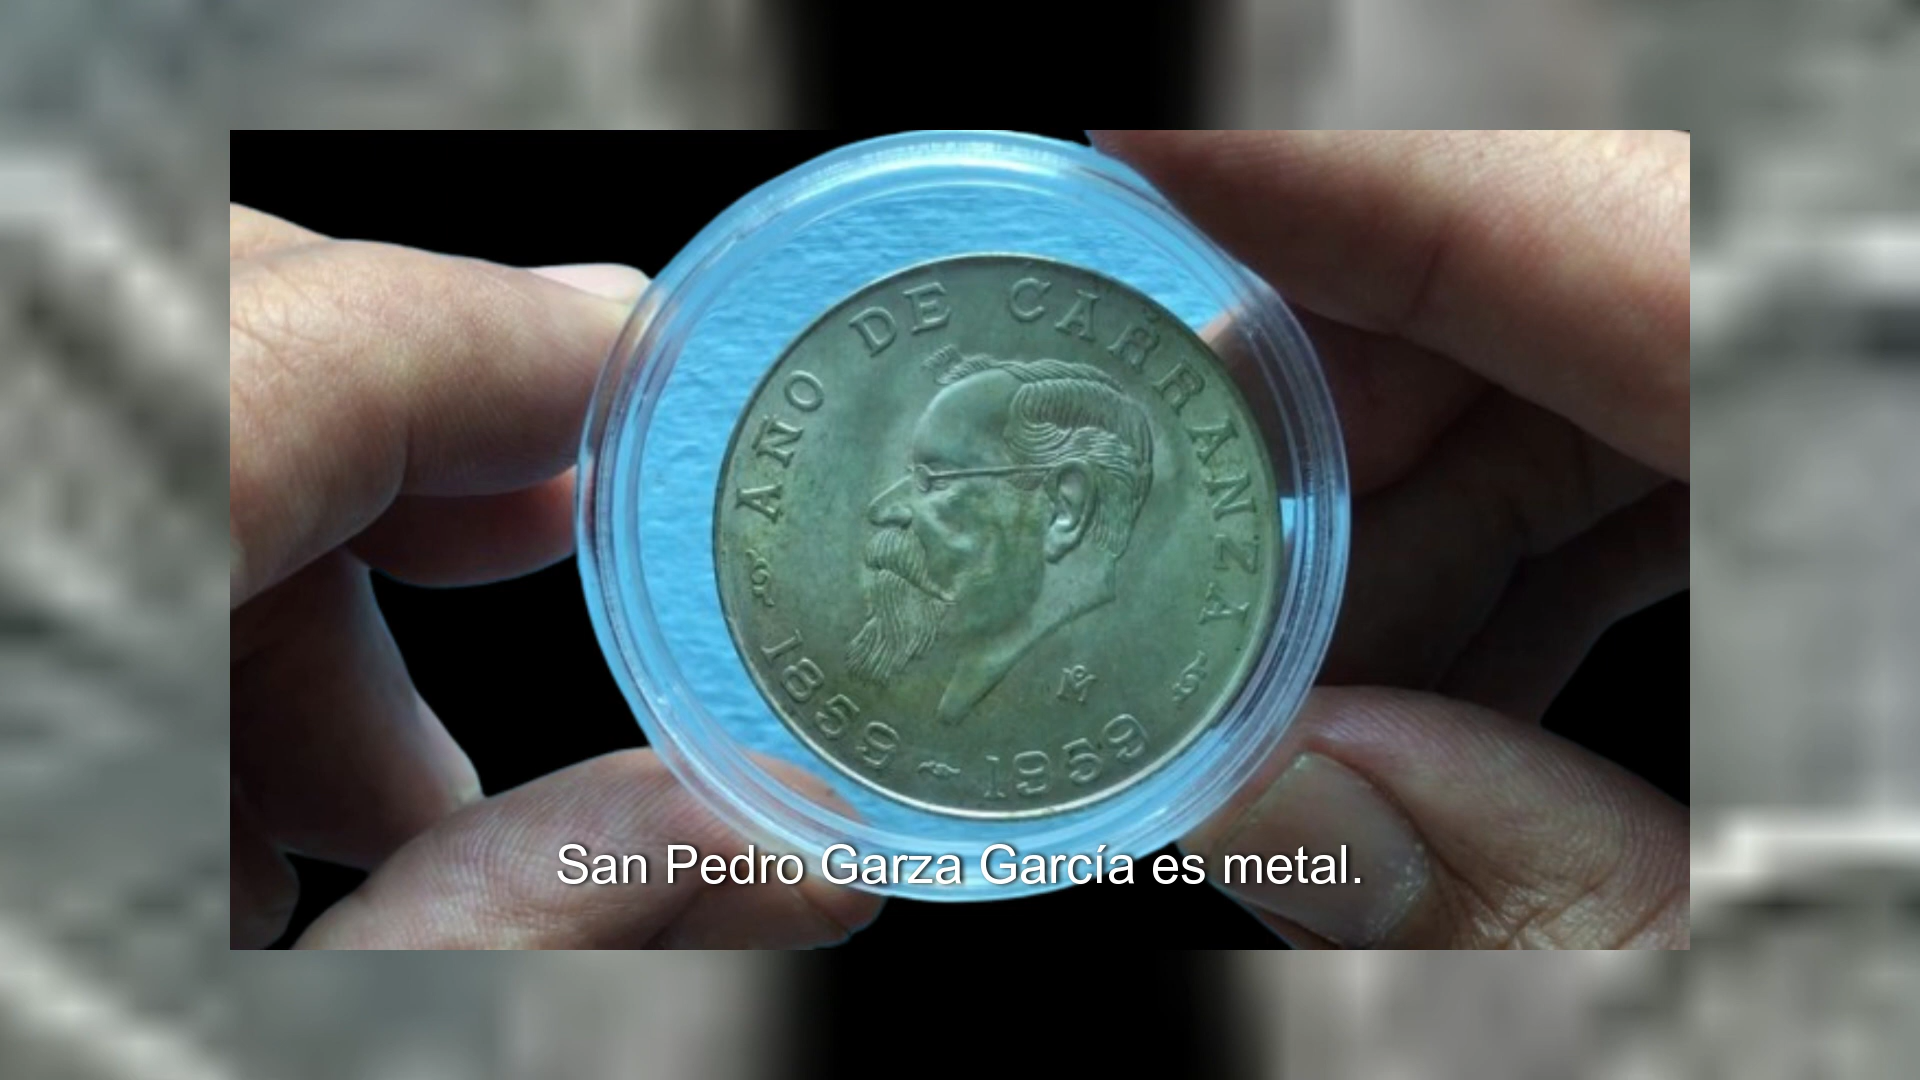 AÑO DE CARRANZA
1859 - 1959
M
San Pedro Garza García es metal.